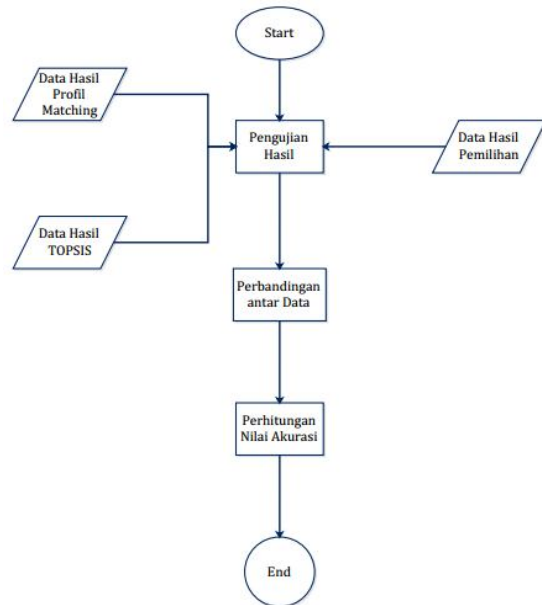 Start
Data Hasil
Profil
Matching
Pengujian
Hasil
Data Hasil
Pemilihan
Data Hasil
TOPSIS
Perbandingan
antar Data
Perhitungan
Nilai Akurasi
End